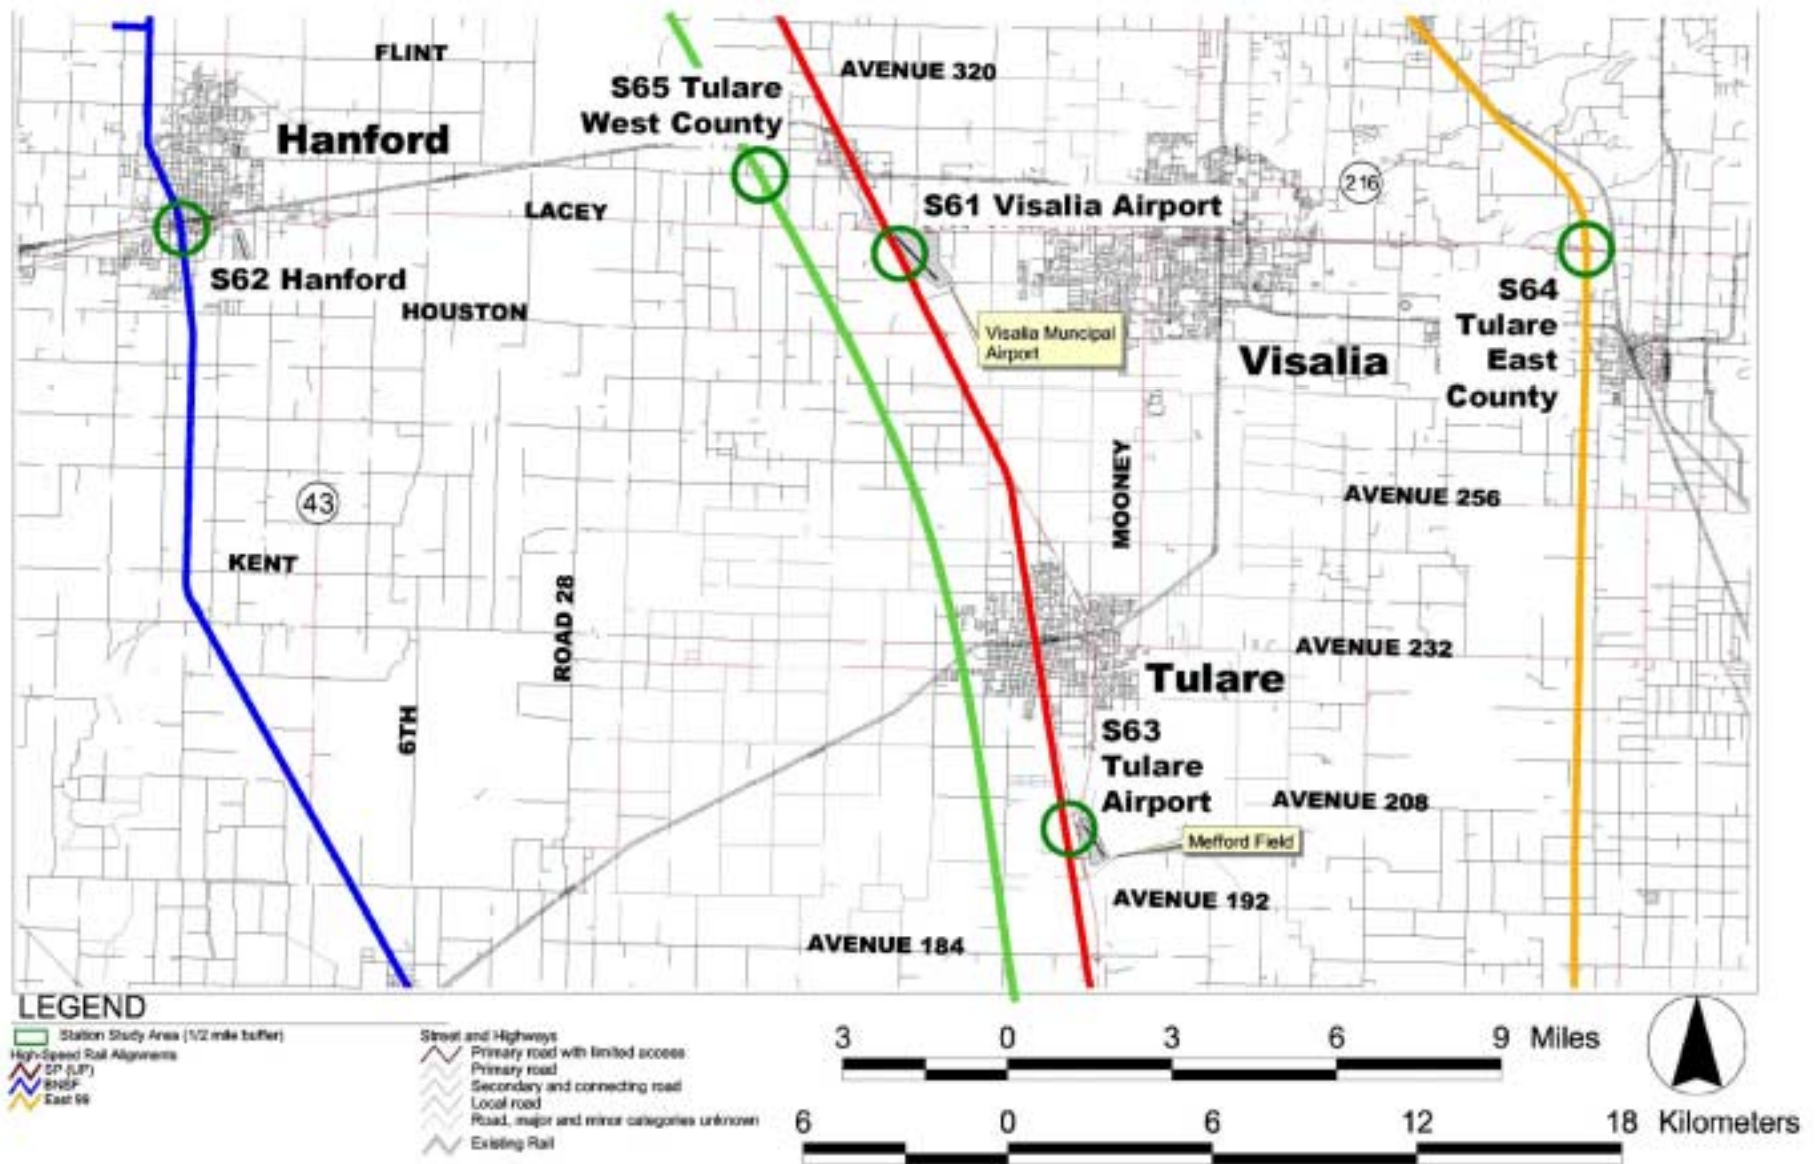 FLINT
AVENUE 320
S65 Tulare
West County
Hanford
216
S61 Visalia Airport
LACEY
S62 Hanford
HOUSTON
Visalia Muncipal
Airport
Visalia
S64
Tulare
East
County
MOONEY
AVENUE 256
43
KENT
ROAD 28
AVENUE 232
Tulare
6TH
S63
Tulare
Airport
AVENUE 208
Mefford Field
AVENUE 192
AVENUE 184
LEGEND
Station Study Area (1/2 mile buffer)
High-Speed Rail Alignments
SP (UP)
BNSF
East 99
Street and Highways
Primary road with limited access
Primary road
Secondary and connecting road
Local road
Road, major and minor categories unknown
Existing Rail
3 0 3 6 9 Miles
6 0 6 12 18 Kilometers